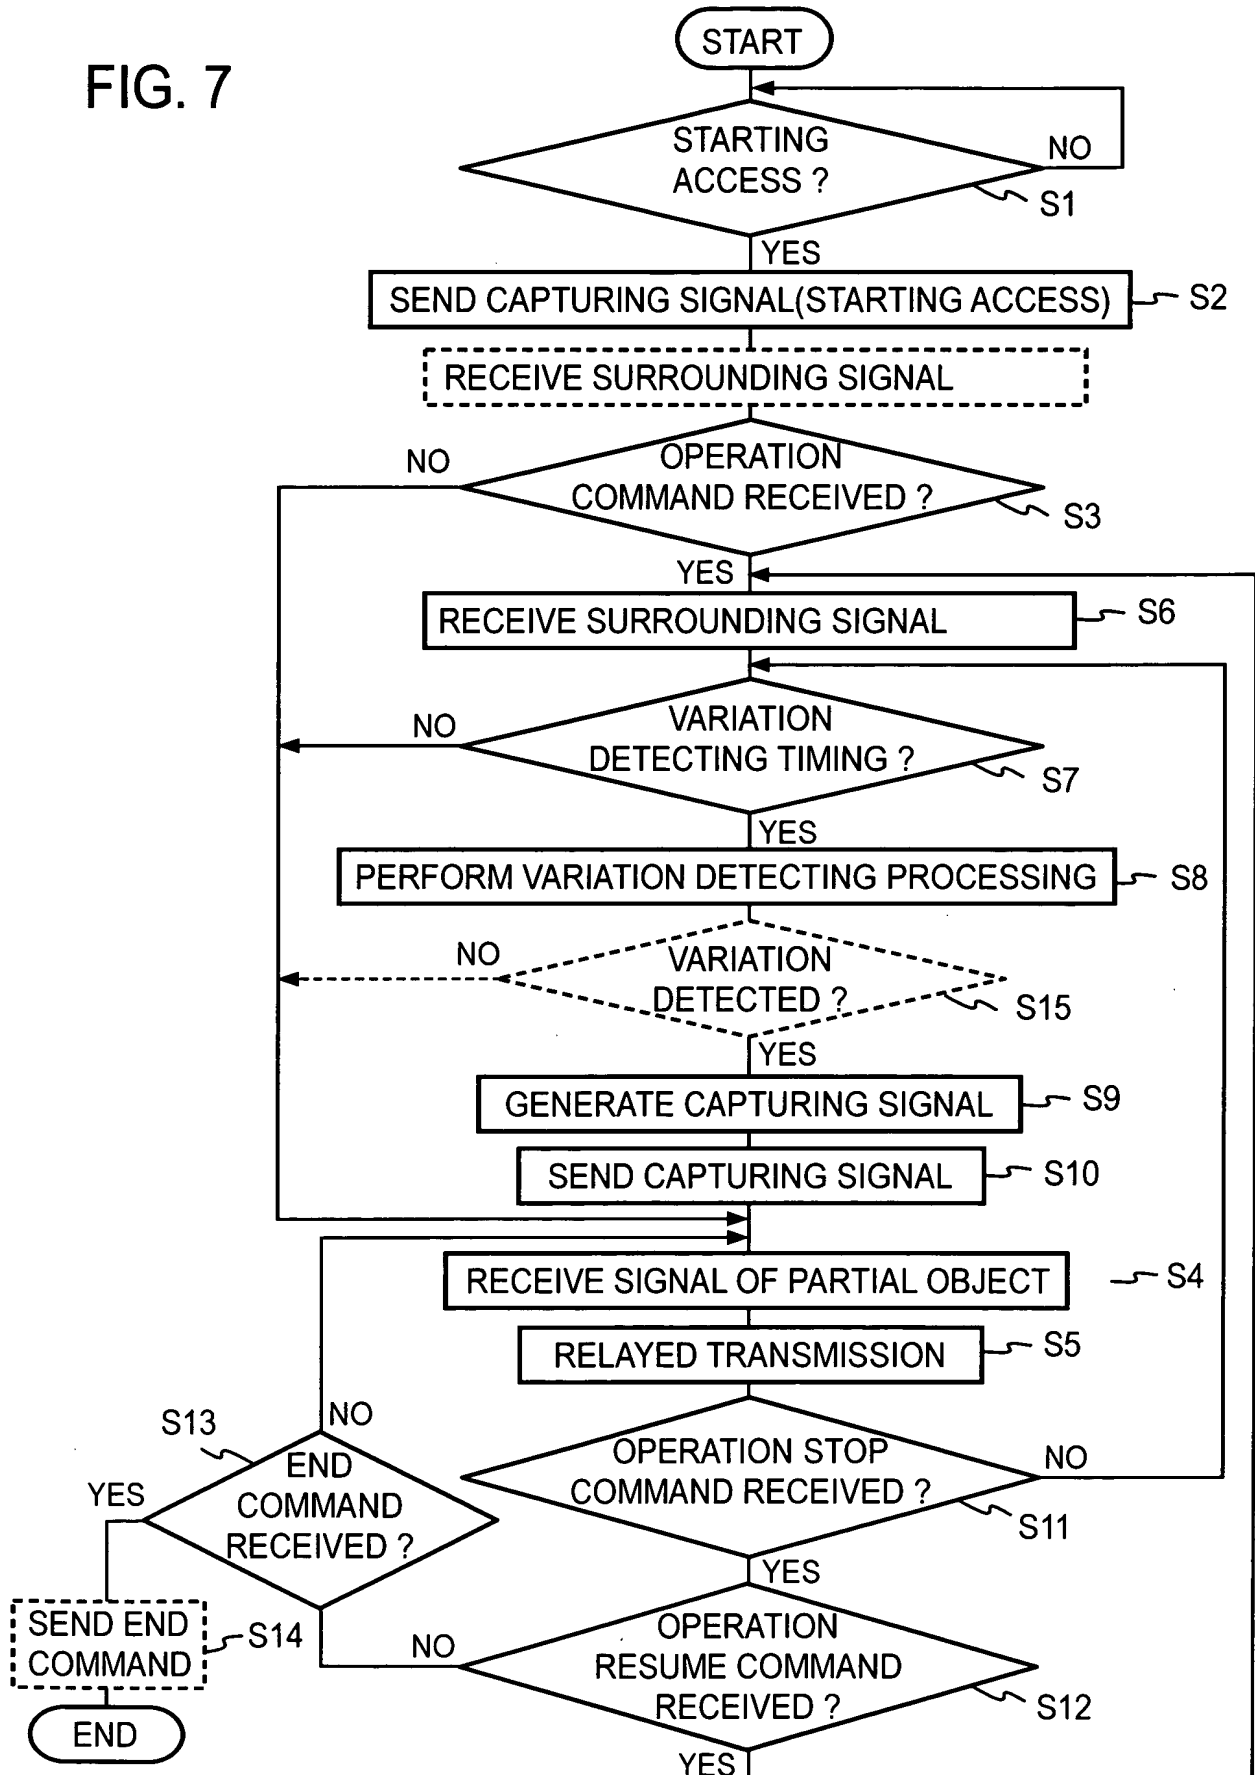 FIG. 7
START
STARTING
ACCESS ?
NO
S1
YES
SEND CAPTURING SIGNAL(STARTING ACCESS)
S2
RECEIVE SURROUNDING SIGNAL
NO
OPERATION
COMMAND RECEIVED ?
S3
YES
RECEIVE SURROUNDING SIGNAL
S6
NO
VARIATION
DETECTING TIMING ?
S7
YES
PERFORM VARIATION DETECTING PROCESSING
S8
NO
VARIATION
DETECTED ?
S15
YES
GENERATE CAPTURING SIGNAL
S9
SEND CAPTURING SIGNAL
S10
RECEIVE SIGNAL OF PARTIAL OBJECT
S4
RELAYED TRANSMISSION
S5
OPERATION STOP
COMMAND RECEIVED ?
NO
S11
YES
S13
NO
END
COMMAND
RECEIVED ?
YES
SEND END
COMMAND
S14
END
NO
OPERATION
RESUME COMMAND
RECEIVED ?
S12
YES